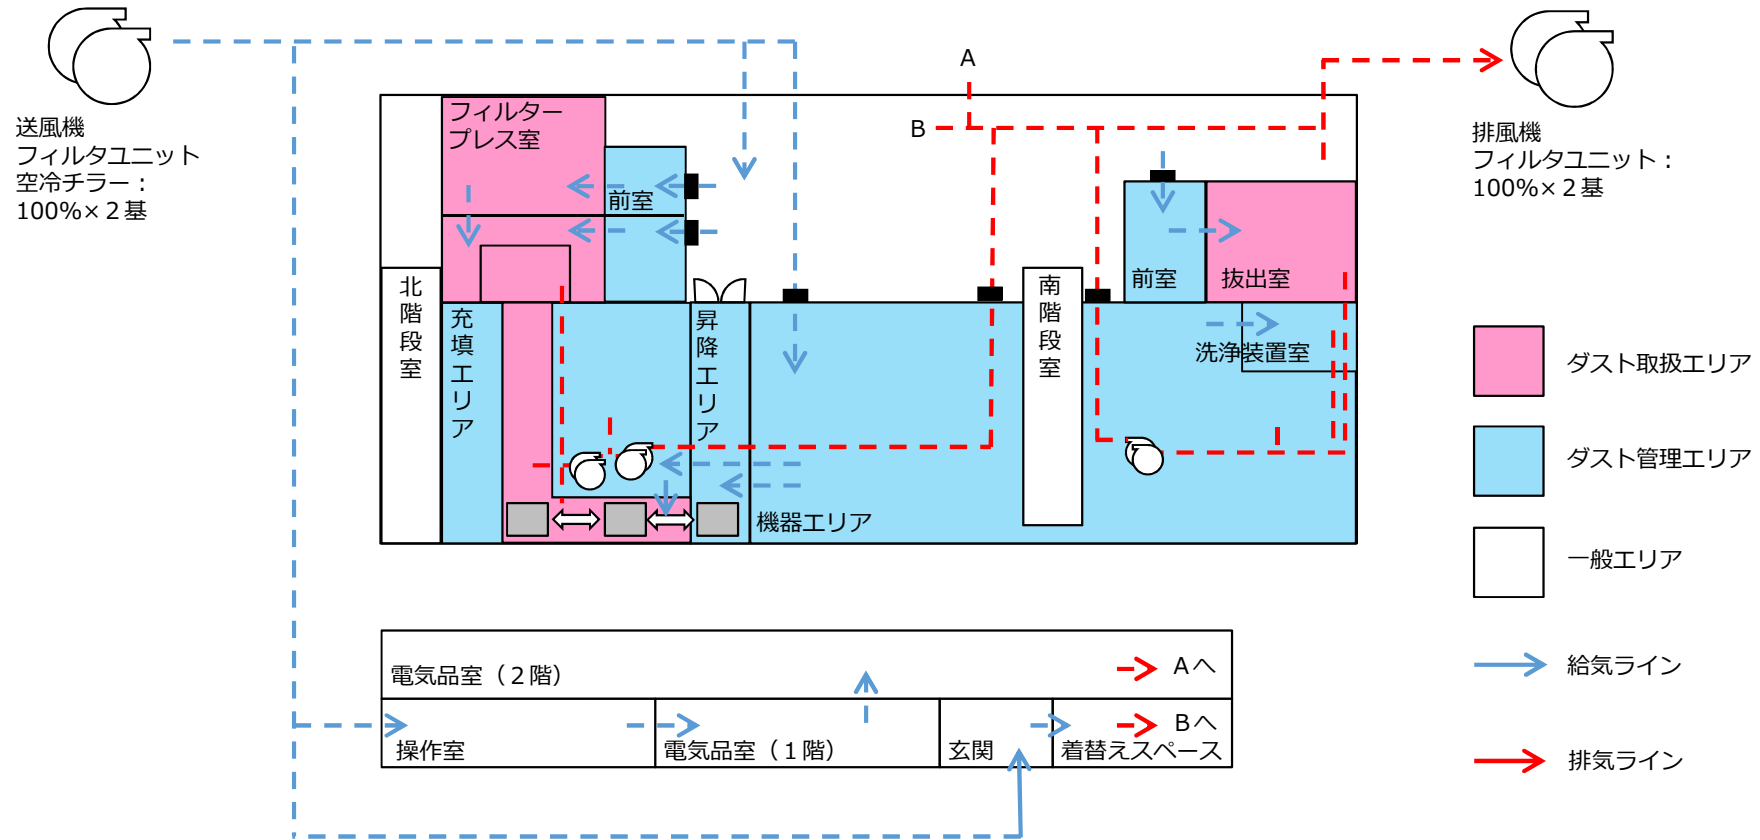 送風機
フィルタユニット
空冷チラー：
100%×２基
A
B
排風機
フィルタユニット：
100%×２基
フィルター
プレス室
前室
前室
抜出室
北階段室
充填エリア
昇降エリア
南階段室
洗浄装置室
機器エリア
ダスト取扱エリア
ダスト管理エリア
一般エリア
給気ライン
排気ライン
電気品室（２階）
Aへ
操作室
電気品室（１階）
玄関
Bへ
着替えスペース